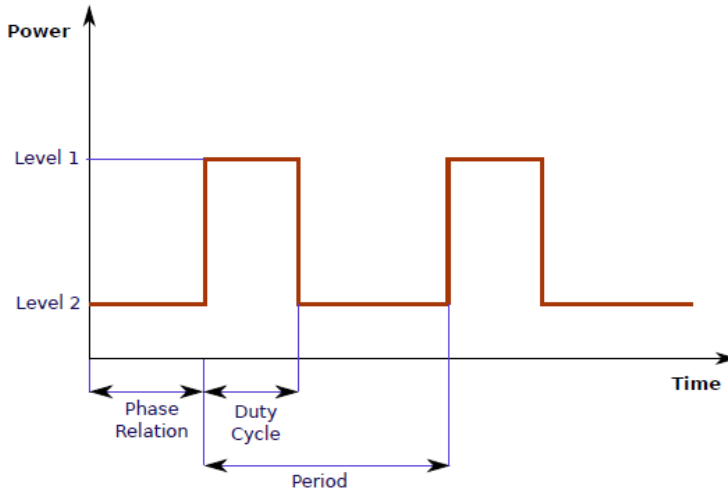 Power
Level 1
Level 2
Time
Phase
Relation
Duty
Cycle
Period